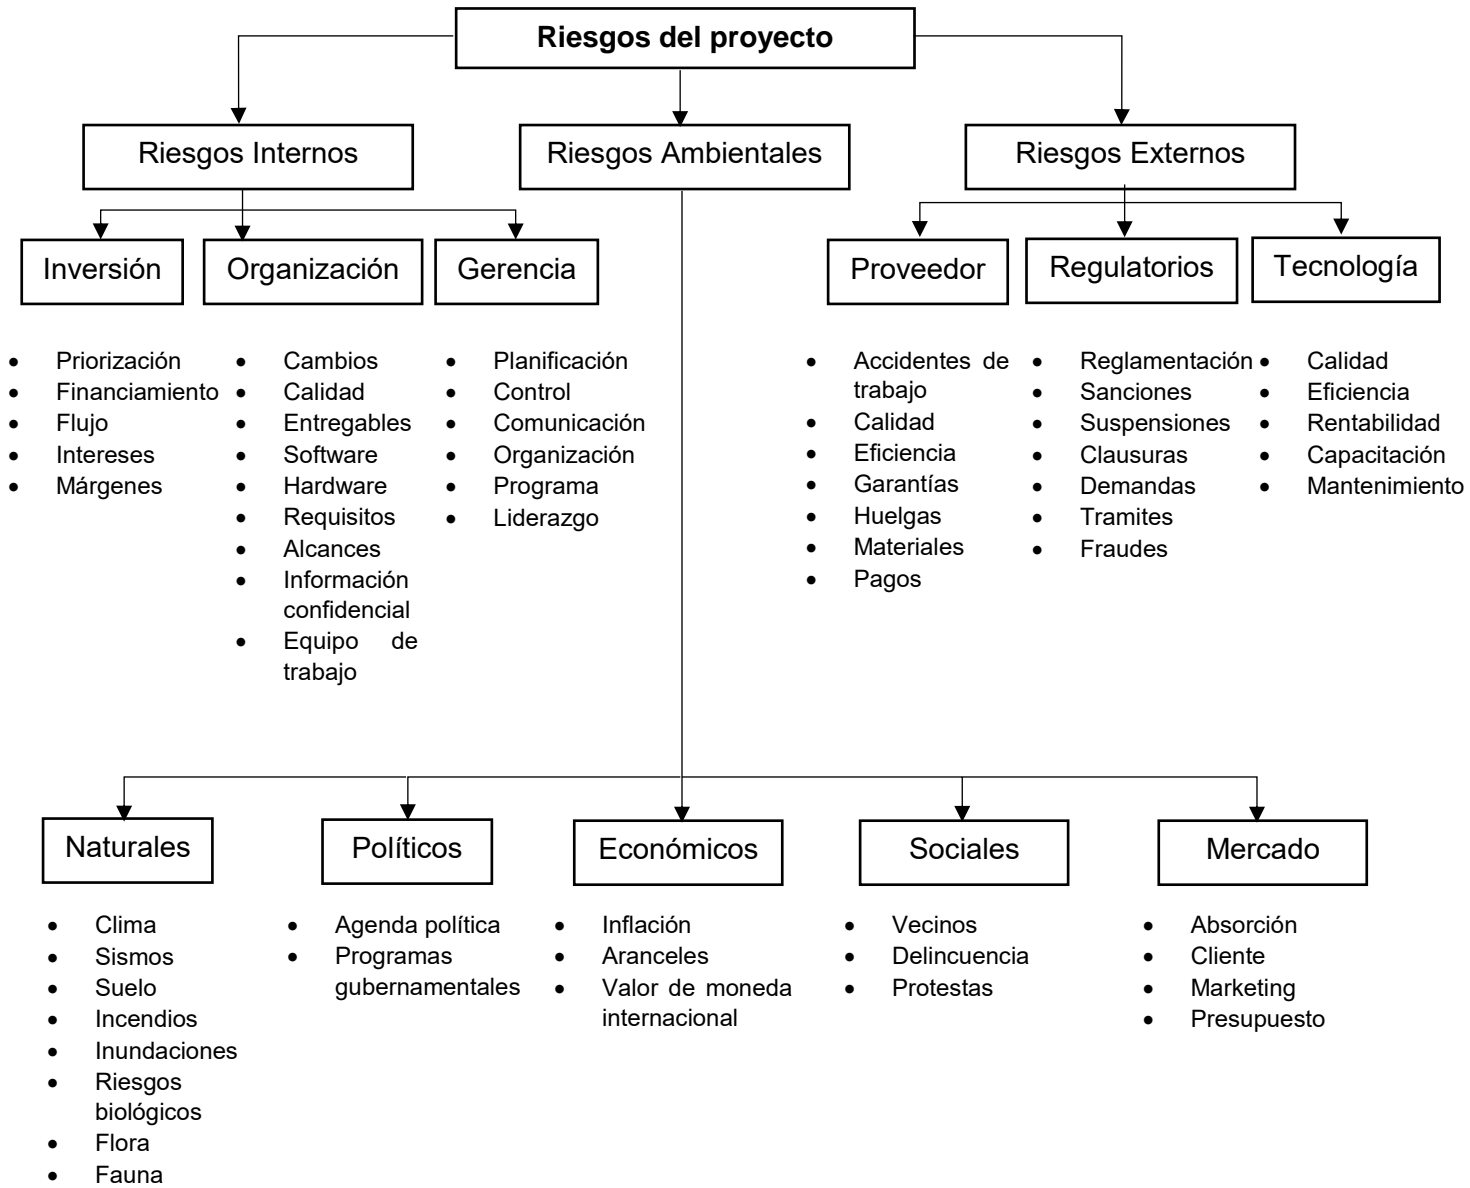 Riesgos del proyecto
Riesgos Internos
Riesgos Ambientales
Riesgos Externos
Inversión
Organización
Gerencia
Proveedor
Regulatorios
Tecnología
Priorización
Financiamiento
Flujo
Intereses
Márgenes
Cambios
Calidad
Entregables
Software
Hardware
Requisitos
Alcances
Información
confidencial
Equipo de
trabajo
Planificación
Control
Comunicación
Organización
Programa
Liderazgo
Accidentes de
trabajo
Calidad
Eficiencia
Garantías
Huelgas
Materiales
Pagos
Reglamentación
Sanciones
Suspensiones
Clausuras
Demandas
Tramites
Fraudes
Calidad
Eficiencia
Rentabilidad
Capacitación
Mantenimiento
Naturales
Políticos
Económicos
Sociales
Mercado
Clima
Sismos
Suelo
Incendios
Inundaciones
Riesgos
biológicos
Flora
Fauna
Agenda política
Programas
gubernamentales
Inflación
Aranceles
Valor de moneda
internacional
Vecinos
Delincuencia
Protestas
Absorción
Cliente
Marketing
Presupuesto